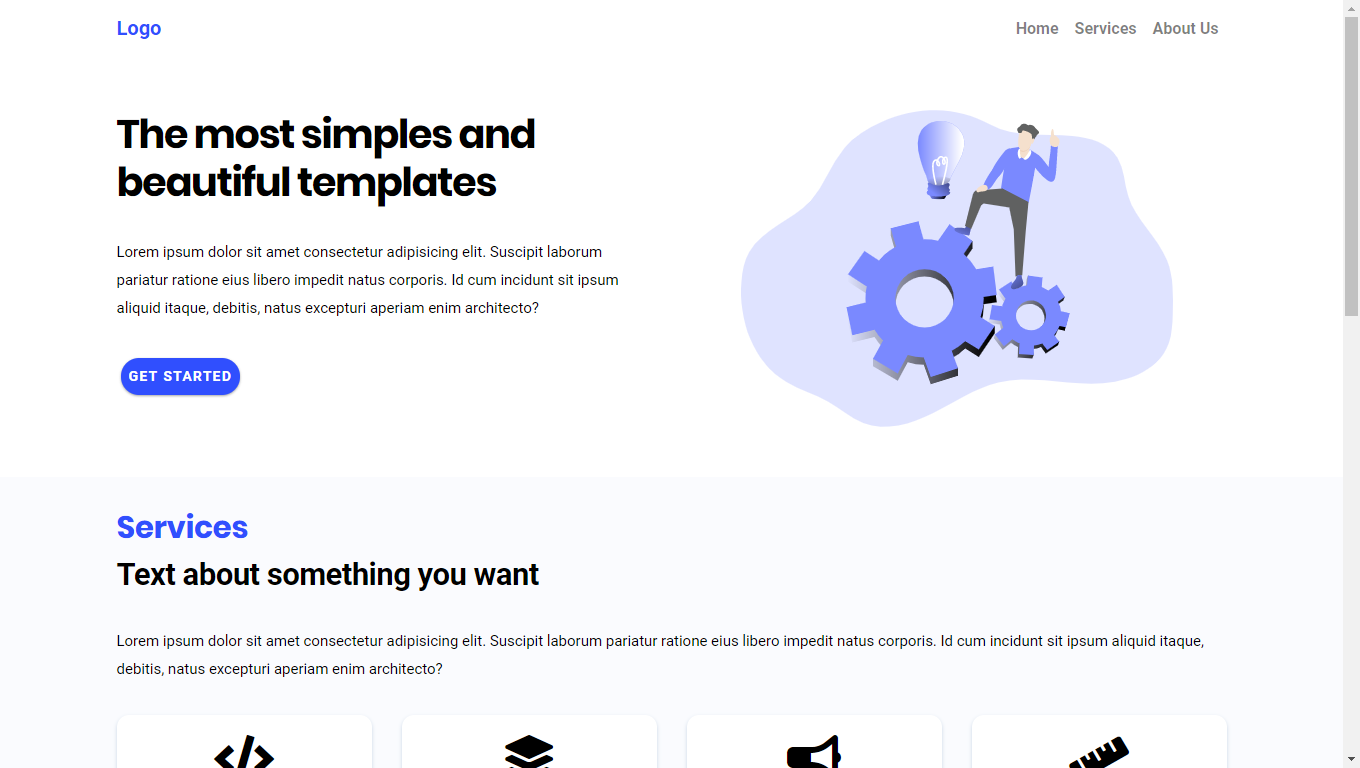 Logo
Home Services About Us
The most simples and
beautiful templates
Lorem ipsum dolor sit amet consectetur adipisicing elit. Suscipit laborum
pariatur ratione eius libero impedit natus corporis. Id cum incidunt sit ipsum
aliquid itaque, debitis, natus excepturi aperiam enim architecto?
GET STARTED
Services
Text about something you want
Lorem ipsum dolor sit amet consectetur adipisicing elit. Suscipit laborum pariatur ratione eius libero impedit natus corporis. Id cum incidunt sit ipsum aliquid itaque,
debitis, natus excepturi aperiam enim architecto?